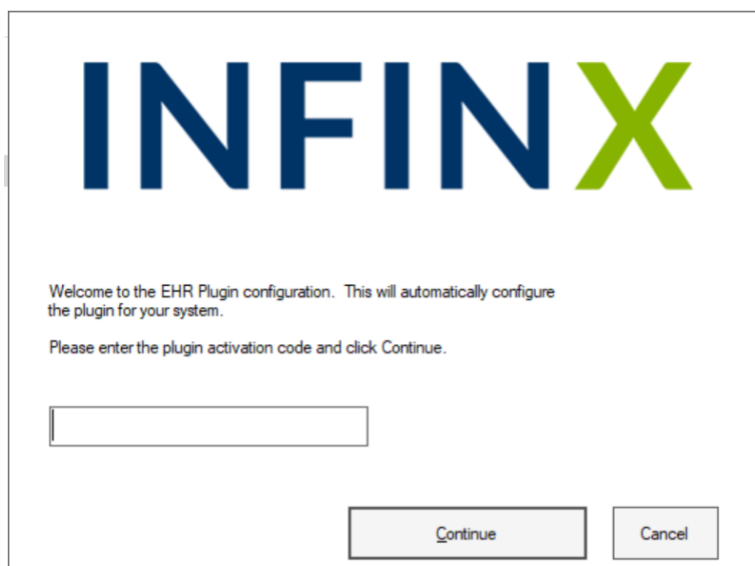 INFINX
Welcome to the EHR Plugin configuration.  This will automatically configure
the plugin for your system.
Please enter the plugin activation code and click Continue.
Continue
Cancel